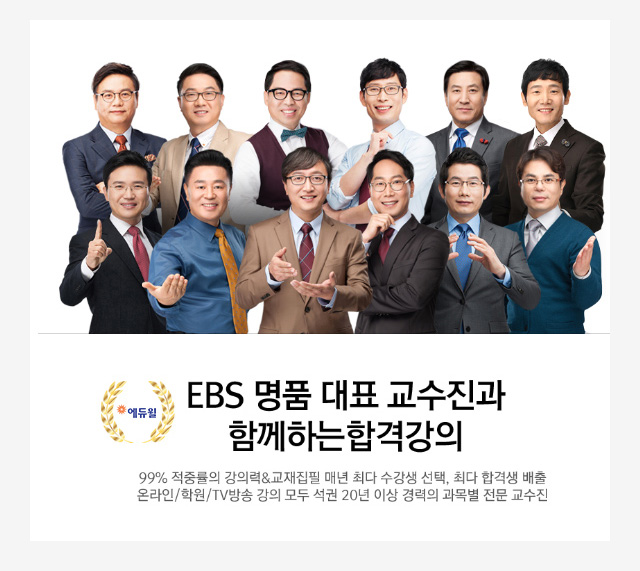 에듀윌
EBS 명품 대표 교수진과
함께하는합격강의
99% 적중률의 강의력&교재집필 매년 최다 수강생 선택, 최다 합격생 배출
온라인/학원/TV방송 강의 모두 석권 20년 이상 경력의 과목별 전문 교수진